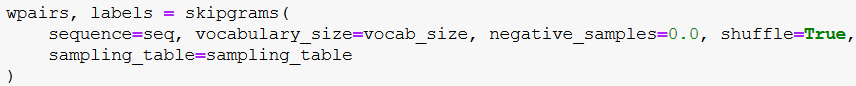 wpairs, labels = skipgrams(
    sequence=seq, vocabulary_size=vocab_size, negative_samples=0.0, shuffle=True,
    sampling_table=sampling_table
)